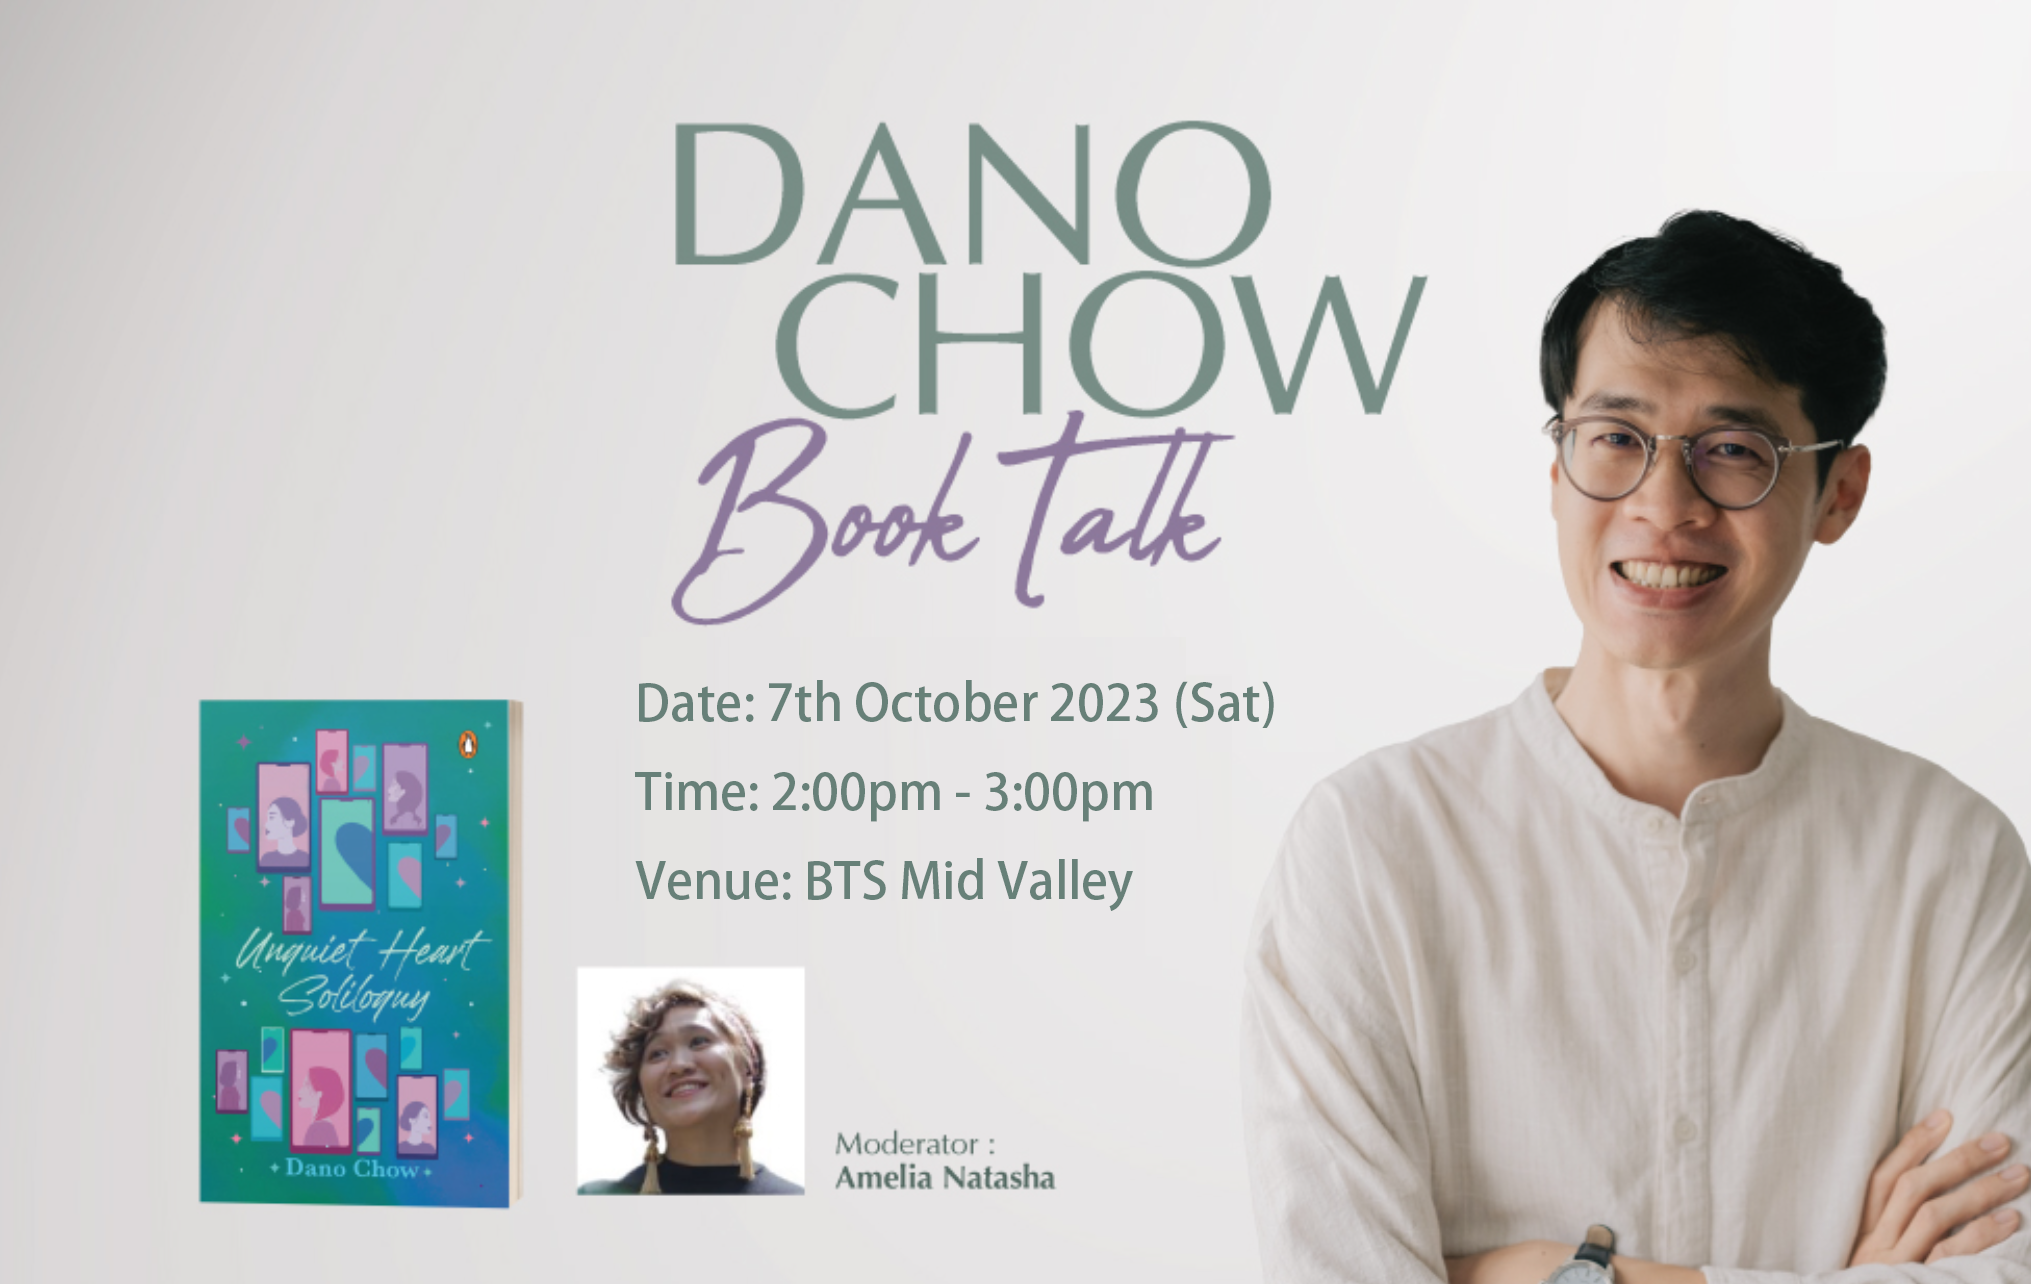 DANO
CHOW
Book Talk
Date: 7th October 2023 (Sat)
Time: 2:00pm - 3:00pm
Venue: BTS Mid Valley
Unquiet Heart
Soliloquy
Dano Chow
Moderator :
Amelia Natasha